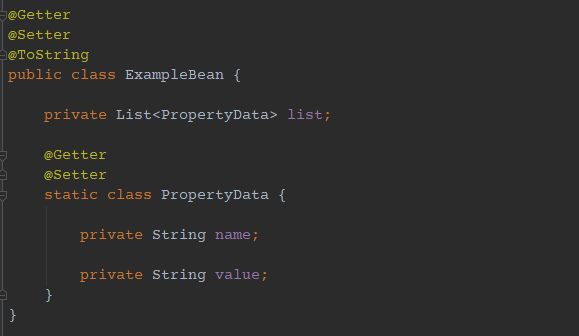 @Getter
@Setter
@ToString
public class ExampleBean {
private List<PropertyData> list;
@Getter
@Setter
static class PropertyData {
private String name;
private String value;
}
}